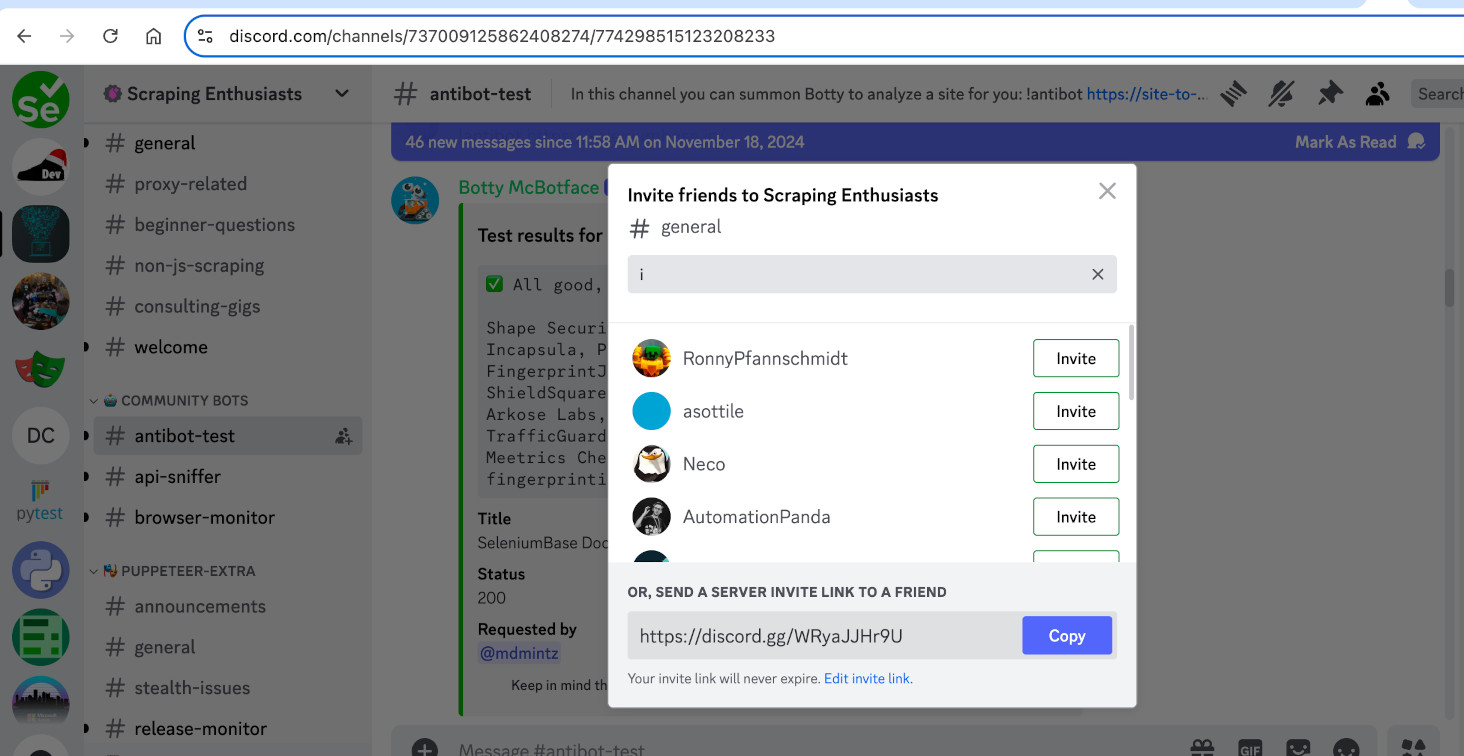 discord.com/channels/737009125862408274/774298515123208233
Se
Dev
DC
pytest
Scraping Enthusiasts
general
proxy-related
beginner-questions
non-js-scraping
consulting-gigs
welcome
COMMUNITY BOTS
antibot-test
api-sniffer
browser-monitor
PUPPETEER-EXTRA
announcements
general
stealth-issues
release-monitor
# antibot-test
In this channel you can summon Botty to analyze a site for you: !antibot https://site-to-...
Search
46 new messages since 11:58 AM on November 18, 2024
Mark As Read
Botty McBotface
Test results for
✅ All good,
Shape Securi
Incapsula, P
FingerprintJ
ShieldSquare
Arkose Labs,
TrafficGuard
Meetrics Che
fingerprinti
Title
SeleniumBase Doc
Status
200
Requested by
@mdmintz
Keep in mind th
Message #antibot-test
GIF
Invite friends to Scraping Enthusiasts
# general
i
RonnyPfannschmidt Invite
asottile Invite
Neco Invite
AutomationPanda Invite
OR, SEND A SERVER INVITE LINK TO A FRIEND
https://discord.gg/WRyaJJHr9U Copy
Your invite link will never expire. Edit invite link.